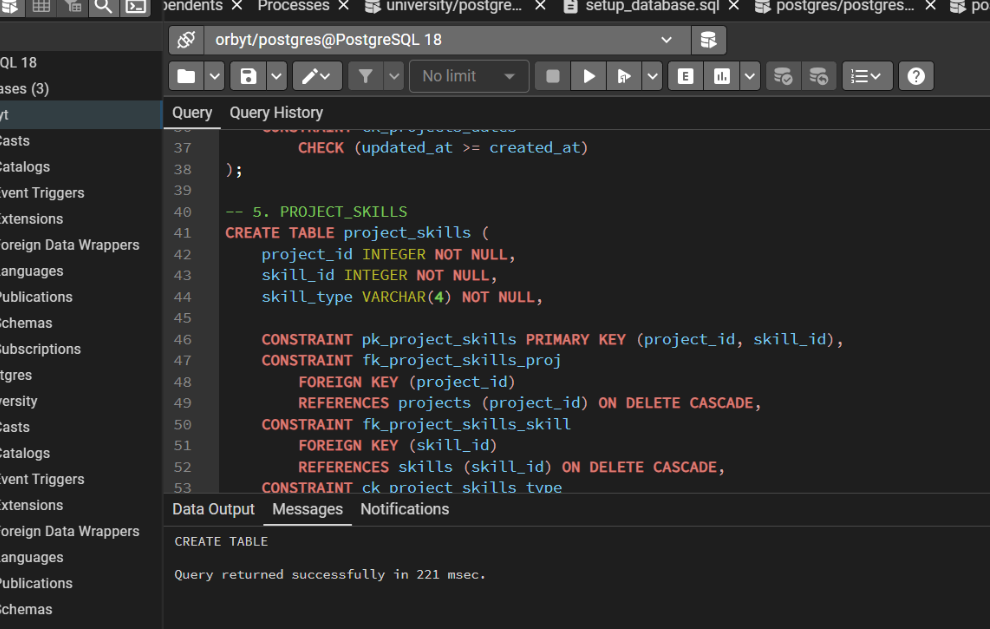 pendents Processes university/postgre... setup_database.sql postgres/postgres... po
orbyt/postgres@PostgreSQL 18
No limit
E
Query Query History
QL 18
ases (3)
yt
Casts
Catalogs
Event Triggers
Extensions
Foreign Data Wrappers
Languages
Publications
Schemas
Subscriptions
tgres
versity
Casts
Catalogs
Event Triggers
Extensions
Foreign Data Wrappers
Languages
Publications
Schemas
36 CONSTRAINT ck_projects_dates
37 CHECK (updated_at >= created_at)
38 );
39
40 -- 5. PROJECT_SKILLS
41 CREATE TABLE project_skills (
42 project_id INTEGER NOT NULL,
43 skill_id INTEGER NOT NULL,
44 skill_type VARCHAR(4) NOT NULL,
45
46 CONSTRAINT pk_project_skills PRIMARY KEY (project_id, skill_id),
47 CONSTRAINT fk_project_skills_proj
48 FOREIGN KEY (project_id)
49 REFERENCES projects (project_id) ON DELETE CASCADE,
50 CONSTRAINT fk_project_skills_skill
51 FOREIGN KEY (skill_id)
52 REFERENCES skills (skill_id) ON DELETE CASCADE,
53 CONSTRAINT ck_project_skills_type
Data Output Messages Notifications
CREATE TABLE
Query returned successfully in 221 msec.